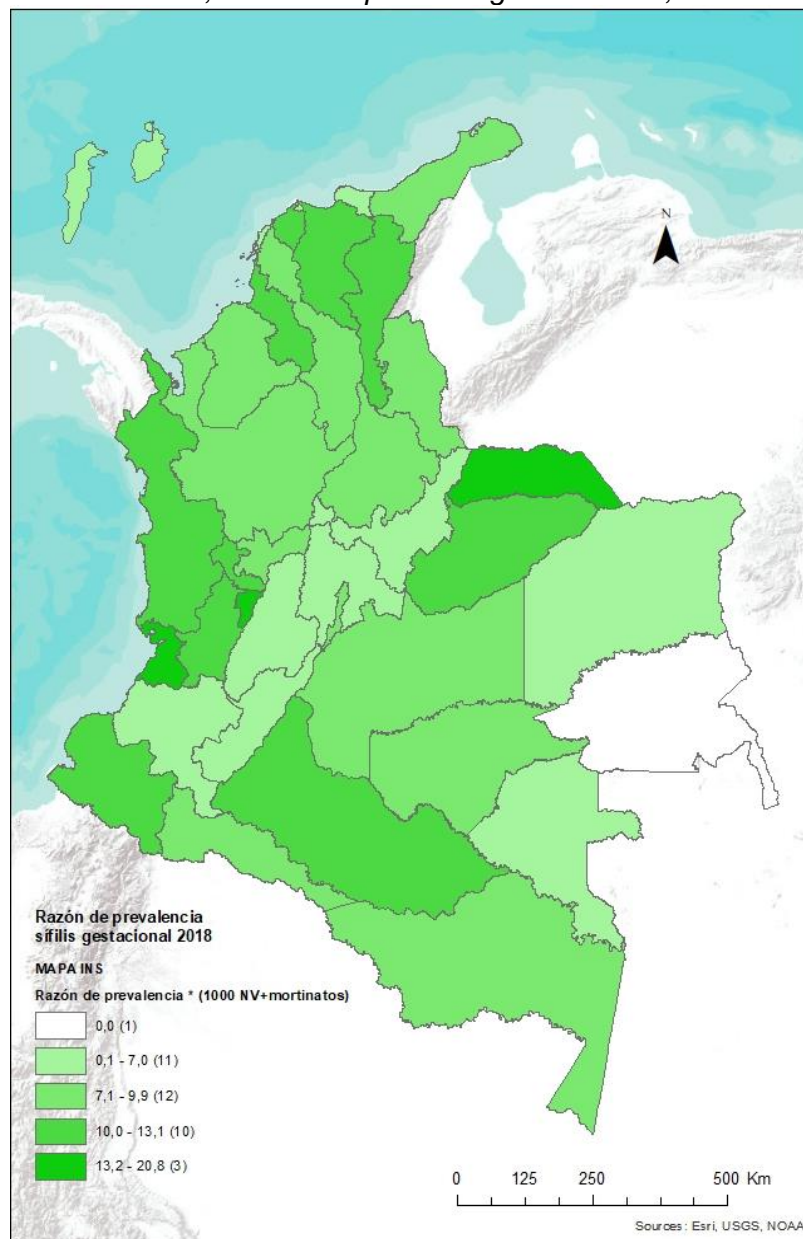 N
Razón de prevalencia
sífilis gestacional 2018
MAPA INS
Razón de prevalencia * (1000 NV+mortinatos)
0,0 (1)
0,1 - 7,0 (11)
7,1 - 9,9 (12)
10,0 - 13,1 (10)
13,2 - 20,8 (3)
0 125 250 500 Km
Sources: Esri, USGS, NOAA